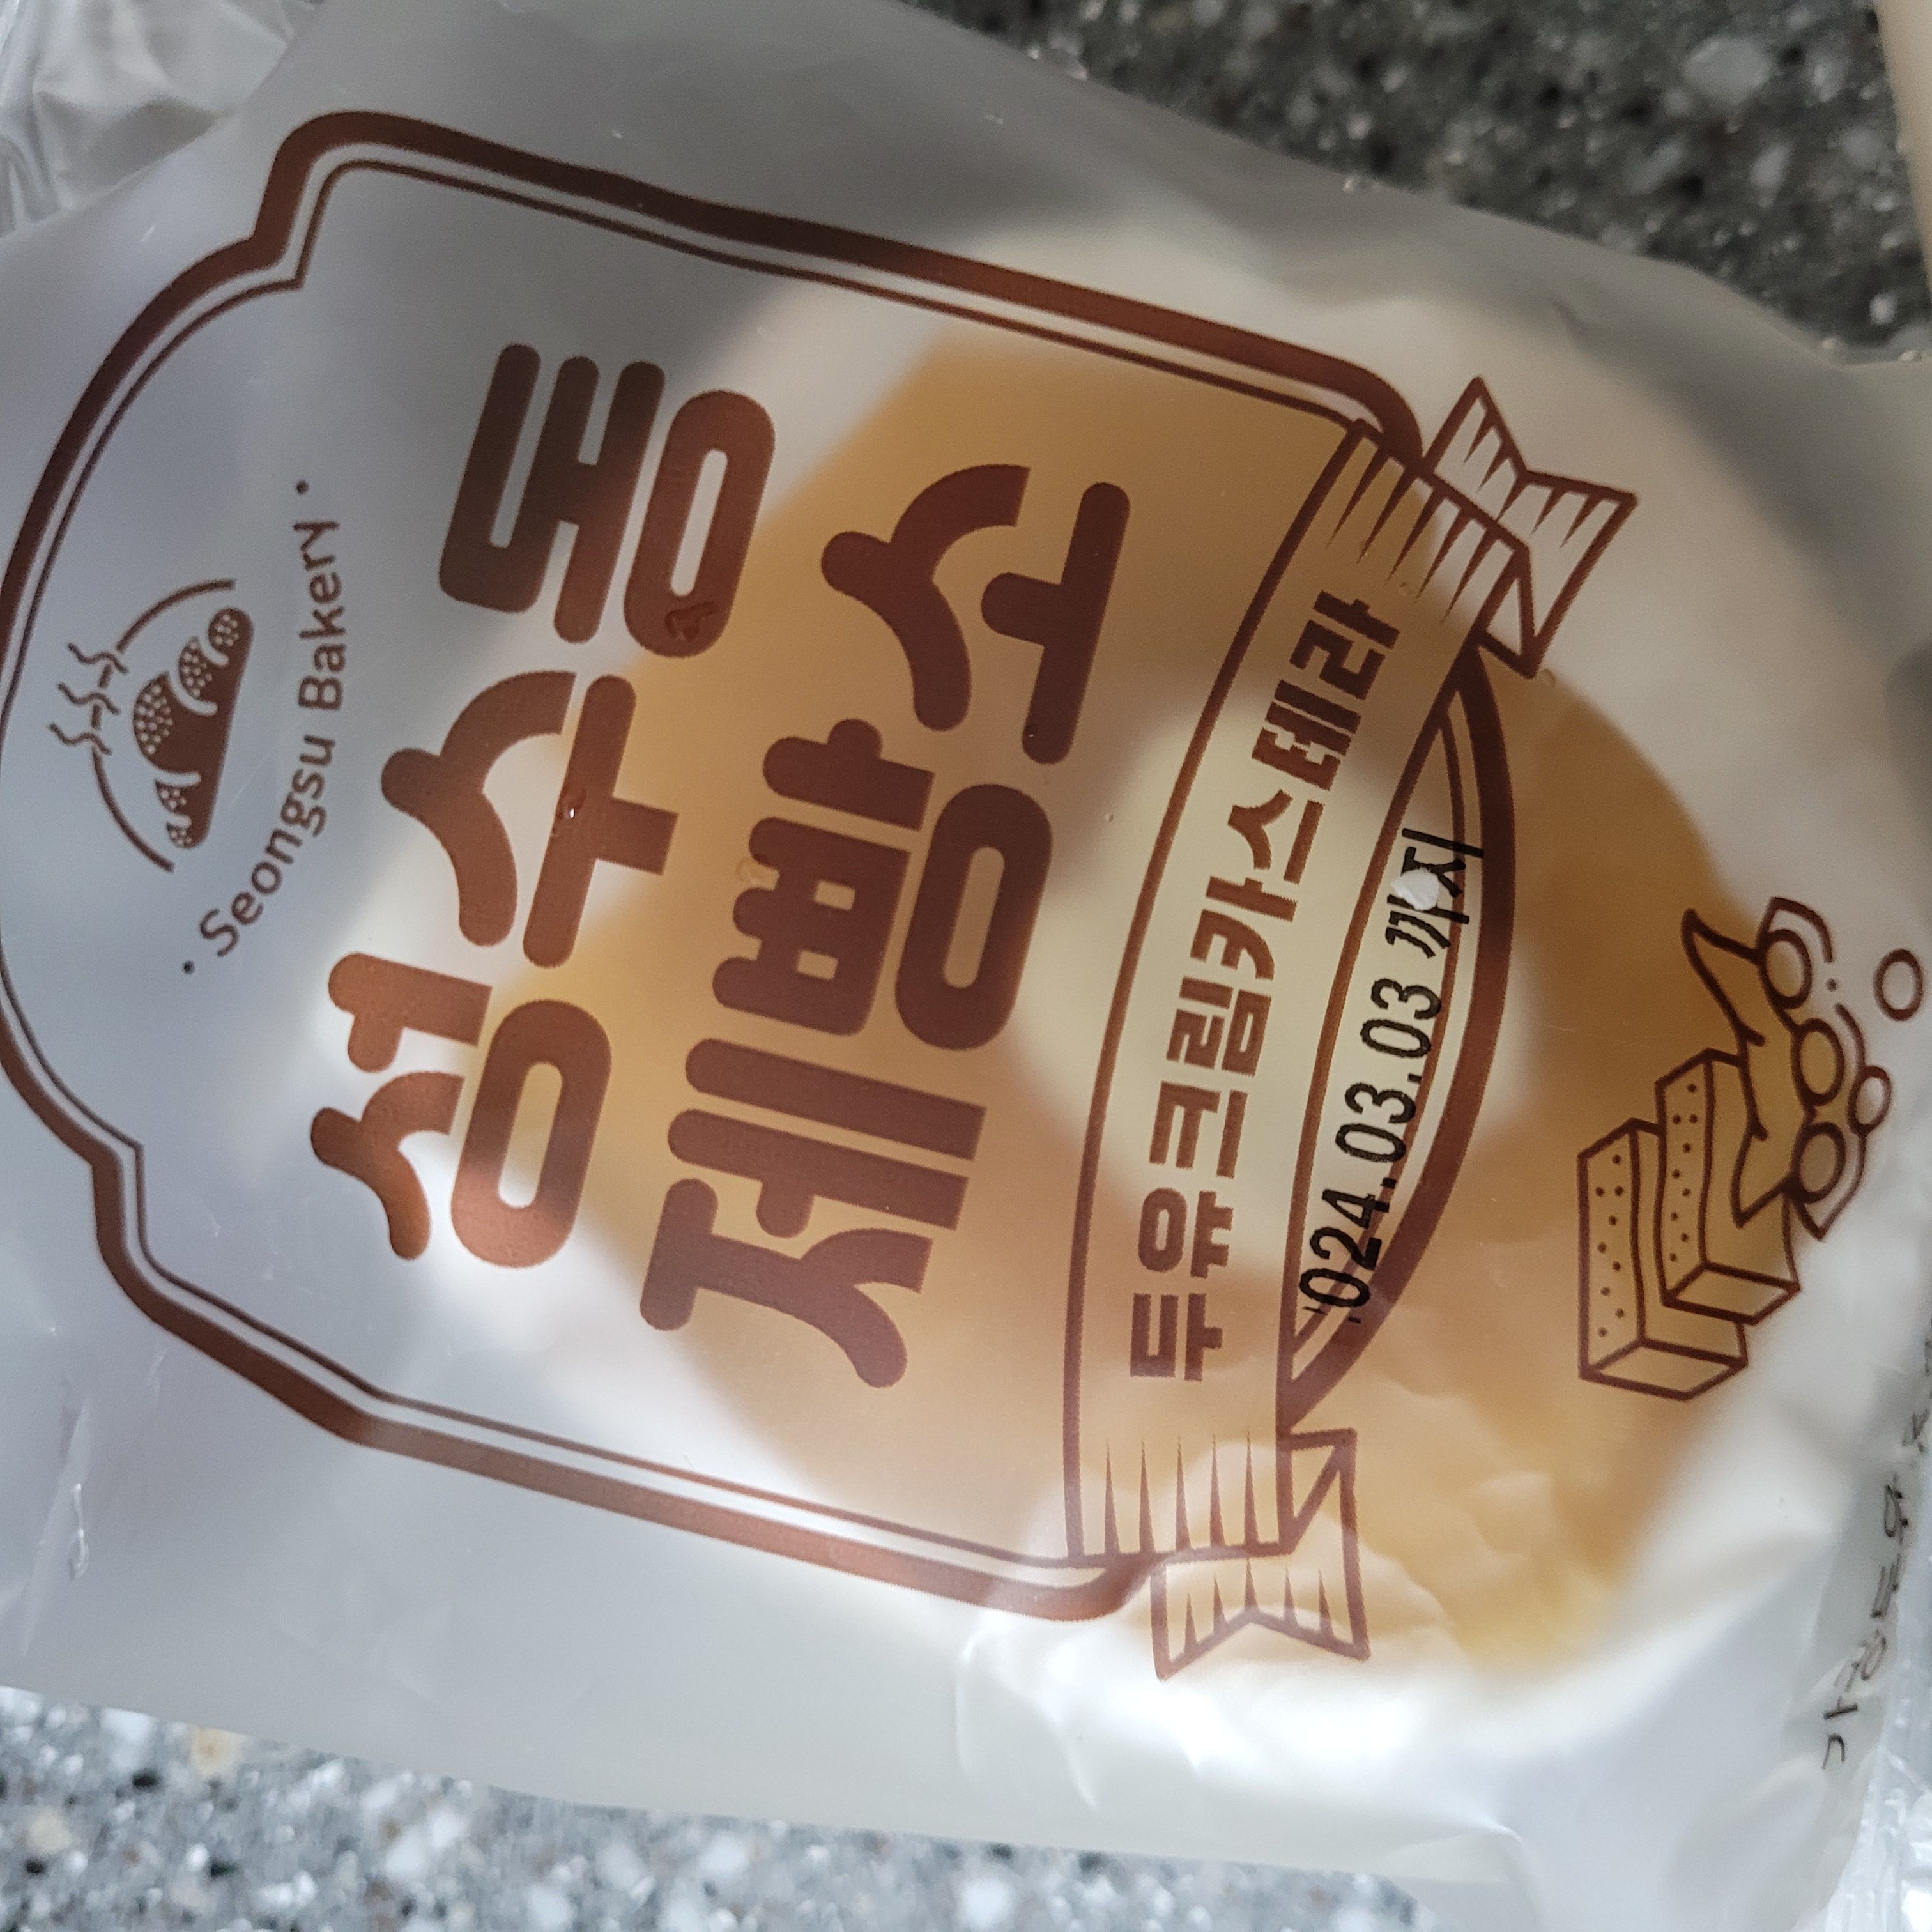 · Seongsu Bakery ·
성수동
제빵소
두유크림카스테라
024.03.03 까지